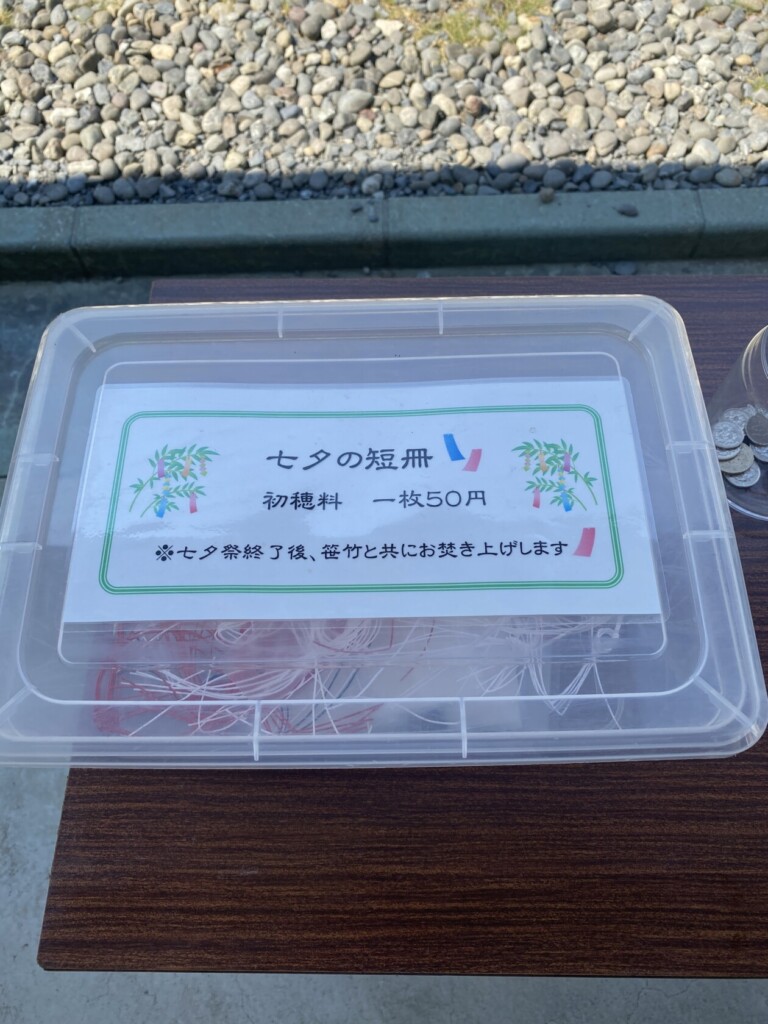 七夕の短冊
初穂料　一枚50円
※七夕祭終了後、笹竹と共にお焚き上げします